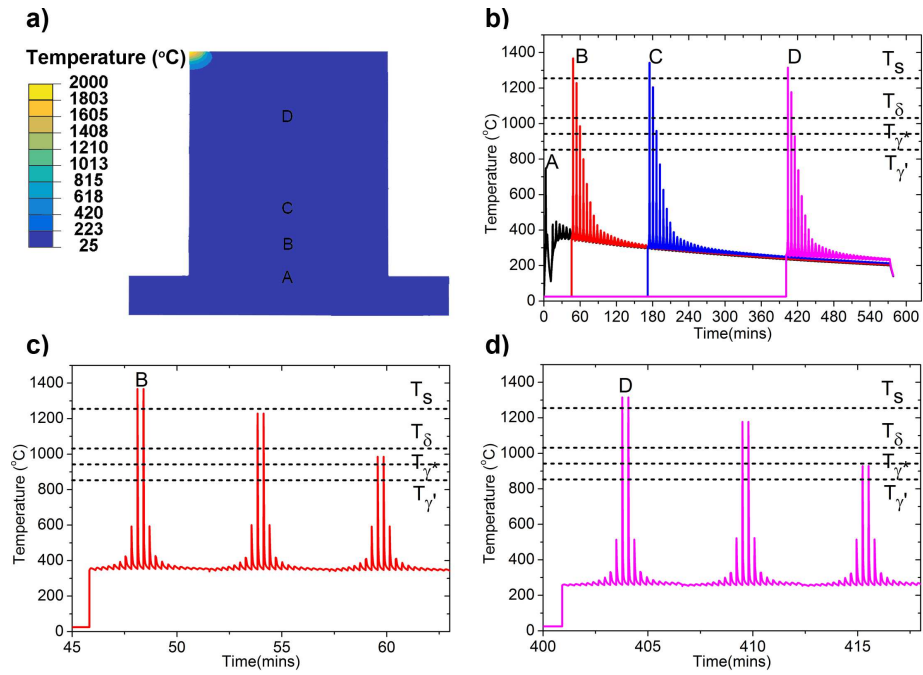 a)
Temperature (°C)
2000
1803
1605
1408
1210
1013
815
618
420
223
25
D
C
B
A
b)
Temperature (°C)
1400
1200
1000
800
600
400
200
0
A
B
C
D
Tₛ
T_δ
T_γ*
T_γ'
0 60 120 180 240 300 360 420 480 540 600
Time(mins)
c)
Temperature (°C)
1400
1200
1000
800
600
400
200
0
B
Tₛ
T_δ
T_γ*
T_γ'
45 50 55 60
Time(mins)
d)
Temperature (°C)
1400
1200
1000
800
600
400
200
0
D
Tₛ
T_δ
T_γ*
T_γ'
400 405 410 415
Time(mins)